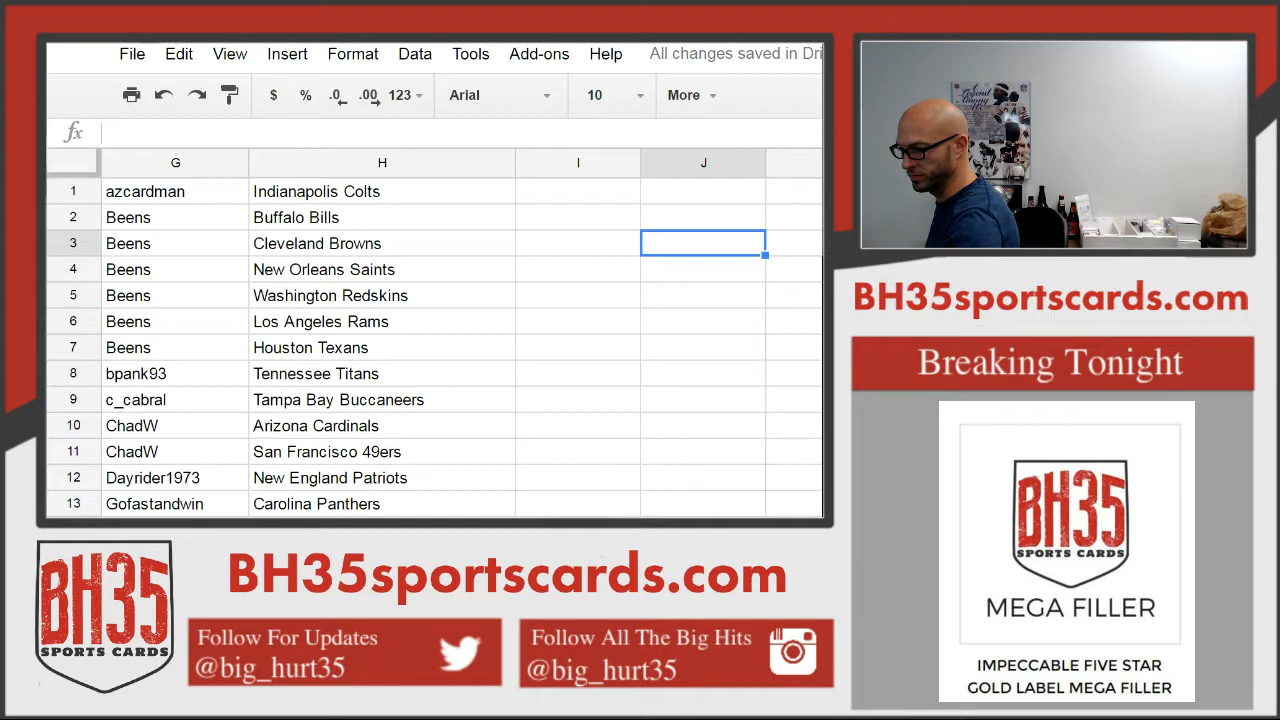 File Edit View Insert Format Data Tools Add-ons Help All changes saved in Dri
$ % .0 .00 123 Arial 10 More
fx
G H I J
1 azcardman Indianapolis Colts
2 Beens Buffalo Bills
3 Beens Cleveland Browns
4 Beens New Orleans Saints
5 Beens Washington Redskins
6 Beens Los Angeles Rams
7 Beens Houston Texans
8 bpank93 Tennessee Titans
9 c_cabral Tampa Bay Buccaneers
10 ChadW Arizona Cardinals
11 ChadW San Francisco 49ers
12 Dayrider1973 New England Patriots
13 Gofastandwin Carolina Panthers
BH35
SPORTS CARDS
BH35sportscards.com
Follow For Updates
@big_hurt35
Follow All The Big Hits
@big_hurt35
Legend
Among
BH35sportscards.com
Breaking Tonight
BH35
SPORTS CARDS
MEGA FILLER
IMPECCABLE FIVE STAR
GOLD LABEL MEGA FILLER